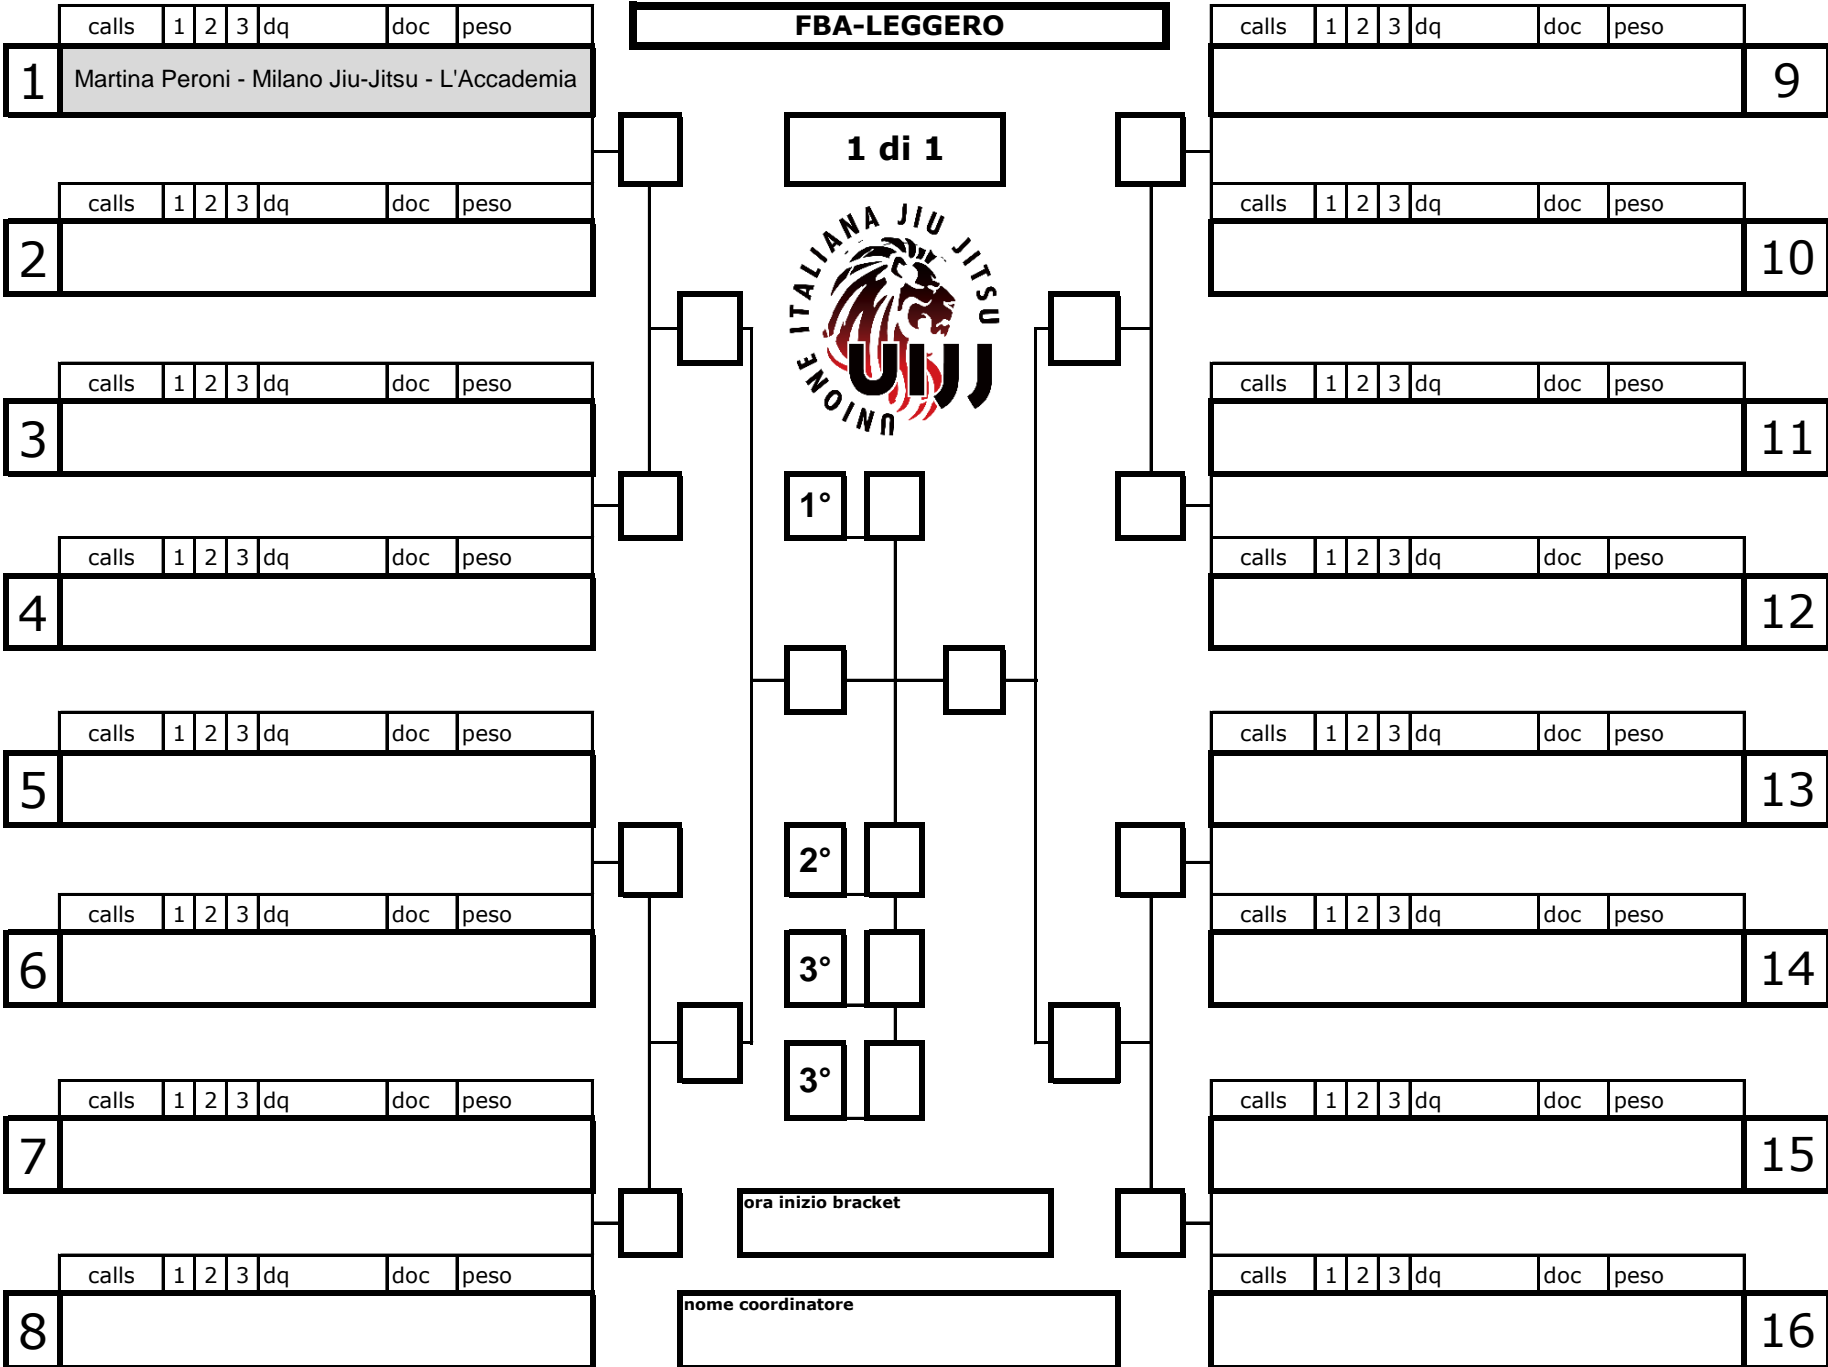 FBA-LEGGERO
1 di 1
UNIONE ITALIANA JIU JITSU
UIJJ
calls 1 2 3 dq doc peso
1 Martina Peroni - Milano Jiu-Jitsu - L'Accademia
calls 1 2 3 dq doc peso
2
calls 1 2 3 dq doc peso
3
calls 1 2 3 dq doc peso
4
calls 1 2 3 dq doc peso
5
calls 1 2 3 dq doc peso
6
calls 1 2 3 dq doc peso
7
calls 1 2 3 dq doc peso
8
1°
2°
3°
3°
ora inizio bracket
nome coordinatore
calls 1 2 3 dq doc peso
9
calls 1 2 3 dq doc peso
10
calls 1 2 3 dq doc peso
11
calls 1 2 3 dq doc peso
12
calls 1 2 3 dq doc peso
13
calls 1 2 3 dq doc peso
14
calls 1 2 3 dq doc peso
15
calls 1 2 3 dq doc peso
16